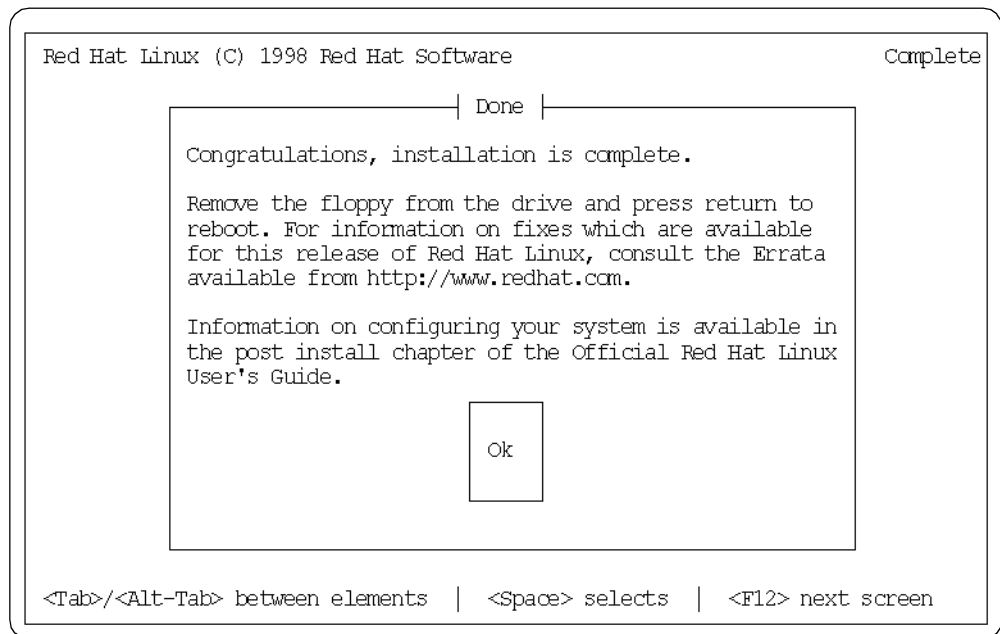 Red Hat Linux (C) 1998 Red Hat Software Complete
Done
Congratulations, installation is complete.
Remove the floppy from the drive and press return to
reboot. For information on fixes which are available
for this release of Red Hat Linux, consult the Errata
available from http://www.redhat.com.
Information on configuring your system is available in
the post install chapter of the Official Red Hat Linux
User's Guide.
Ok
<Tab>/<Alt-Tab> between elements | <Space> selects | <F12> next screen